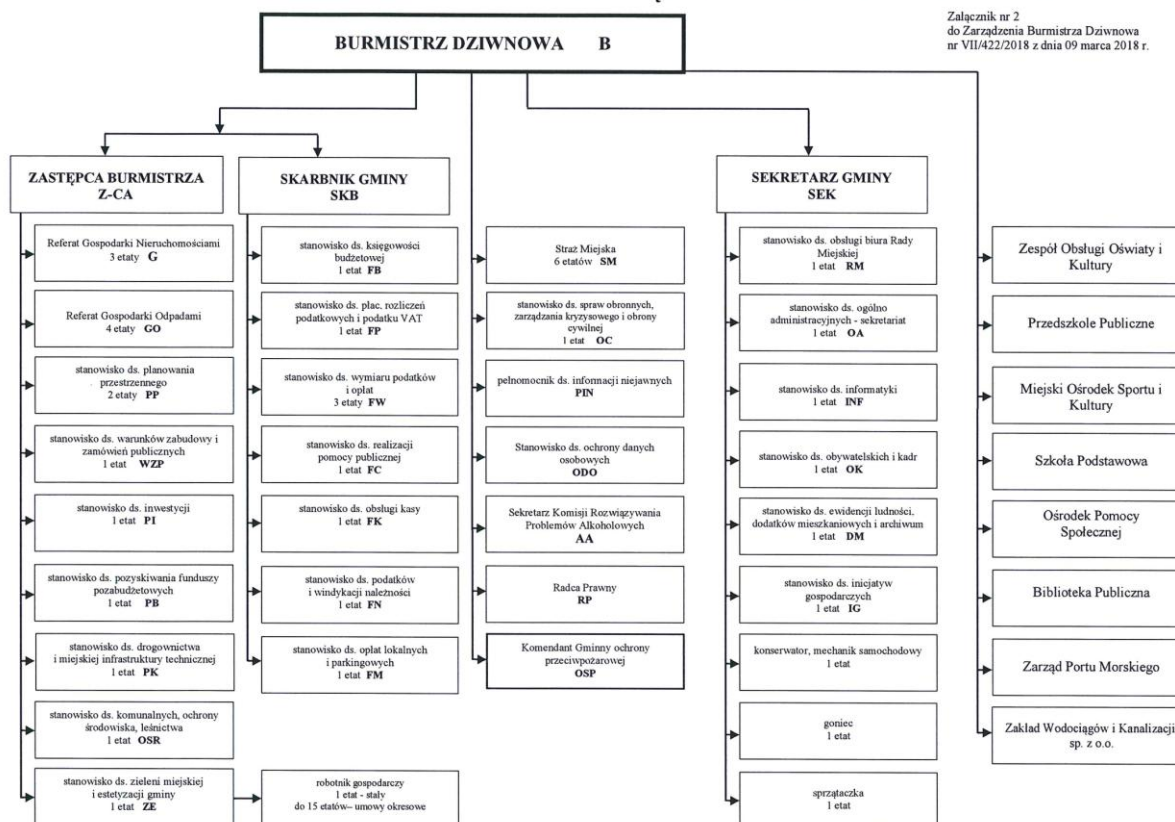 Załącznik nr 2
do Zarządzenia Burmistrza Dziwnowa
nr VII/422/2018 z dnia 09 marca 2018 r.
BURMISTRZ DZIWNOWA B
ZASTĘPCA BURMISTRZA
Z-CA
Referat Gospodarki Nieruchomościami
3 etaty G
Referat Gospodarki Odpadami
4 etaty GO
stanowisko ds. planowania
przestrzennego
2 etaty PP
stanowisko ds. warunków zabudowy i
zamówień publicznych
1 etat WZP
stanowisko ds. inwestycji
1 etat PI
stanowisko ds. pozyskiwania funduszy
pozabudżetowych
1 etat PB
stanowisko ds. drogownictwa
i miejskiej infrastruktury technicznej
1 etat PK
stanowisko ds. komunalnych, ochrony
środowiska, leśnictwa
1 etat OSR
stanowisko ds. zieleni miejskiej
i estetyzacji gminy
1 etat ZE
robotnik gospodarczy
1 etat - stały
do 15 etatów– umowy okresowe
SKARBNIK GMINY
SKB
stanowisko ds. księgowości
budżetowej
1 etat FB
stanowisko ds. płac, rozliczeń
podatkowych i podatku VAT
1 etat FP
stanowisko ds. wymiaru podatków
i opłat
3 etaty FW
stanowisko ds. realizacji
pomocy publicznej
1 etat FC
stanowisko ds. obsługi kasy
1 etat FK
stanowisko ds. podatków
i windykacji należności
1 etat FN
stanowisko ds. opłat lokalnych
i parkingowych
1 etat FM
Straż Miejska
6 etatów SM
stanowisko ds. spraw obronnych,
zarządzania kryzysowego i obrony
cywilnej
1 etat OC
pełnomocnik ds. informacji niejawnych
PIN
Stanowisko ds. ochrony danych
osobowych
ODO
Sekretarz Komisji Rozwiązywania
Problemów Alkoholowych
AA
Radca Prawny
RP
Komendant Gminny ochrony
przeciwpożarowej
OSP
SEKRETARZ GMINY
SEK
stanowisko ds. obsługi biura Rady
Miejskiej
1 etat RM
stanowisko ds. ogólno
administracyjnych - sekretariat
1 etat OA
stanowisko ds. informatyki
1 etat INF
stanowisko ds. obywatelskich i kadr
1 etat OK
stanowisko ds. ewidencji ludności,
dodatków mieszkaniowych i archiwum
1 etat DM
stanowisko ds. inicjatyw
gospodarczych
1 etat IG
konserwator, mechanik samochodowy
1 etat
goniec
1 etat
sprzątaczka
1 etat
Zespół Obsługi Oświaty i
Kultury
Przedszkole Publiczne
Miejski Ośrodek Sportu i
Kultury
Szkoła Podstawowa
Ośrodek Pomocy
Społecznej
Biblioteka Publiczna
Zarząd Portu Morskiego
Zakład Wodociągów i Kanalizacji
sp. z o.o.